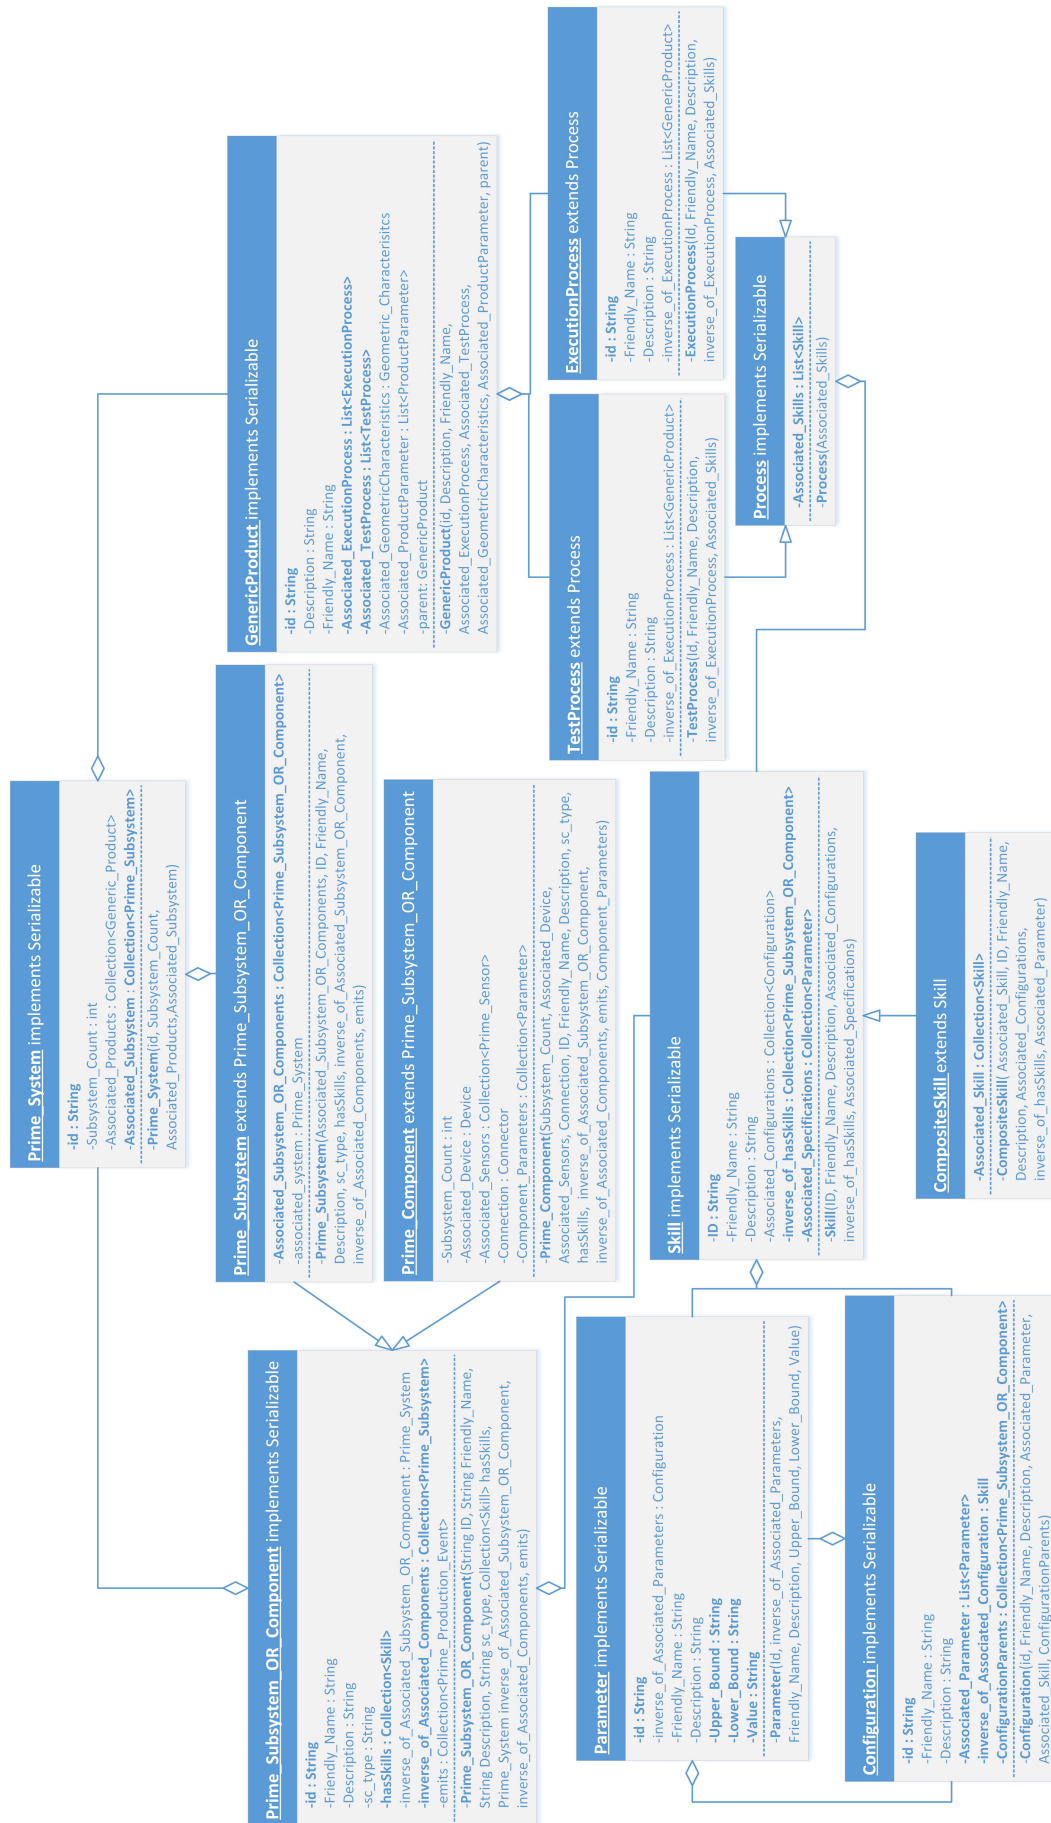 Prime_System implements Serializable
-id : String
-Subsystem_Count : int
-Associated_Products : Collection<Generic_Product>
-Associated_Subsystem : Collection<Prime_Subsystem>
-Prime_System(id, Subsystem_Count,
Associated_Products,Associated_Subsystem)
Prime_Subsystem_OR_Component implements Serializable
-id : String
-Friendly_Name : String
-Description : String
-sc_type : String
-hasSkills : Collection<Skill>
-inverse_of_Associated_Subsystem_OR_Component : Prime_System
-inverse_of_Associated_Components : Collection<Prime_Subsystem>
-emits : Collection<Prime_Production_Event>
-Prime_Subsystem_OR_Component(String ID, String Friendly_Name,
String Description, String sc_type, Collection<Skill> hasSkills,
Prime_System inverse_of_Associated_Subsystem_OR_Component,
inverse_of_Associated_Components, emits)
Prime_Subsystem extends Prime_Subsystem_OR_Component
-Associated_Subsystem_OR_Components : Collection<Prime_Subsystem_OR_Component>
-associated_system : Prime_System
-Prime_Subsystem(Associated_Subsystem_OR_Components, ID, Friendly_Name,
Description, sc_type, hasSkills, inverse_of_Associated_Subsystem_OR_Component,
inverse_of_Associated_Components, emits)
GenericProduct implements Serializable
-id : String
-Description : String
-Friendly_Name : String
-Associated_ExecutionProcess : List<ExecutionProcess>
-Associated_TestProcess : List<TestProcess>
-Associated_GeometricCharacteristics : Geometric_Characterisitcs
-Associated_ProductParameter : List<ProductParameter>
-parent: GenericProduct
-GenericProduct(id, Description, Friendly_Name,
Associated_ExecutionProcess, Associated_TestProcess,
Associated_GeometricCharacteristics, Associated_ProductParameter, parent)
Prime_Component extends Prime_Subsystem_OR_Component
-Subsystem_Count : int
-Associated_Device : Device
-Associated_Sensors : Collection<Prime_Sensor>
-Connection : Connector
-Component_Parameters : Collection<Parameter>
-Prime_Component(Subsystem_Count, Associated_Device,
Associated_Sensors, Connection, ID, Friendly_Name, Description, sc_type,
hasSkills, inverse_of_Associated_Subsystem_OR_Component,
inverse_of_Associated_Components, emits, Component_Parameters)
TestProcess extends Process
-id : String
-Friendly_Name : String
-Description : String
-inverse_of_ExecutionProcess : List<GenericProduct>
-TestProcess(Id, Friendly_Name, Description,
inverse_of_ExecutionProcess, Associated_Skills)
ExecutionProcess extends Process
-id : String
-Friendly_Name : String
-Description : String
-inverse_of_ExecutionProcess : List<GenericProduct>
-ExecutionProcess(Id, Friendly_Name, Description,
inverse_of_ExecutionProcess, Associated_Skills)
Parameter implements Serializable
-id : String
-inverse_of_Associated_Parameters : Configuration
-Friendly_Name : String
-Description : String
-Upper_Bound : String
-Lower_Bound : String
-Value : String
-Parameter(Id, inverse_of_Associated_Parameters,
Friendly_Name, Description, Upper_Bound, Lower_Bound, Value)
Skill implements Serializable
-ID : String
-Friendly_Name : String
-Description : String
-Associated_Configurations : Collection<Configuration>
-inverse_of_hasSkills : Collection<Prime_Subsystem_OR_Component>
-Associated_Specifications : Collection<Parameter>
-Skill(ID, Friendly_Name, Description, Associated_Configurations,
inverse_of_hasSkills, Associated_Specifications)
Process implements Serializable
-Associated_Skills : List<Skill>
-Process(Associated_Skills)
Configuration implements Serializable
-id : String
-Friendly_Name : String
-Description : String
-Associated_Parameter : List<Parameter>
-inverse_of_Associated_Configuration : Skill
-ConfigurationParents : Collection<Prime_Subsystem_OR_Component>
-Configuration(id, Friendly_Name, Description, Associated_Parameter,
Associated_Skill, ConfigurationParents)
CompositeSkill extends Skill
-Associated_Skill : Collection<Skill>
-CompositeSkill( Associated_Skill, ID, Friendly_Name,
Description, Associated_Configurations,
inverse_of_hasSkills, Associated_Parameter)